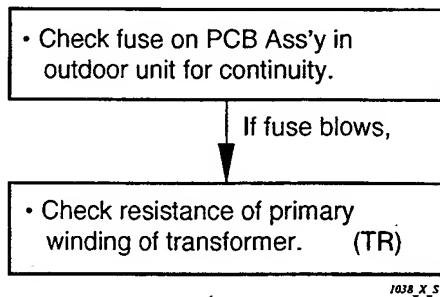 • Check fuse on PCB Ass'y in
outdoor unit for continuity.
If fuse blows,
• Check resistance of primary
winding of transformer. (TR)
1038_X_S